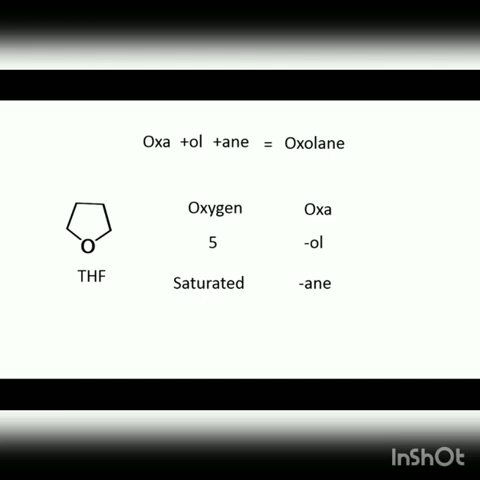 Oxa +ol +ane = Oxolane
Oxygen Oxa
O
5 -ol
THF
Saturated -ane
InShOt